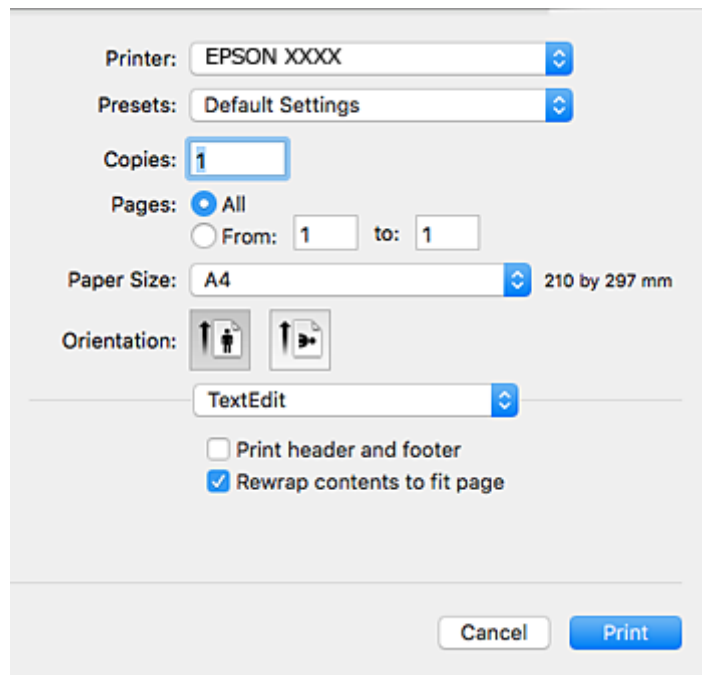 Printer: EPSON XXXX
Presets: Default Settings
Copies: 1
Pages: All
From: 1 to: 1
Paper Size: A4 210 by 297 mm
Orientation:
TextEdit
Print header and footer
Rewrap contents to fit page
Cancel Print